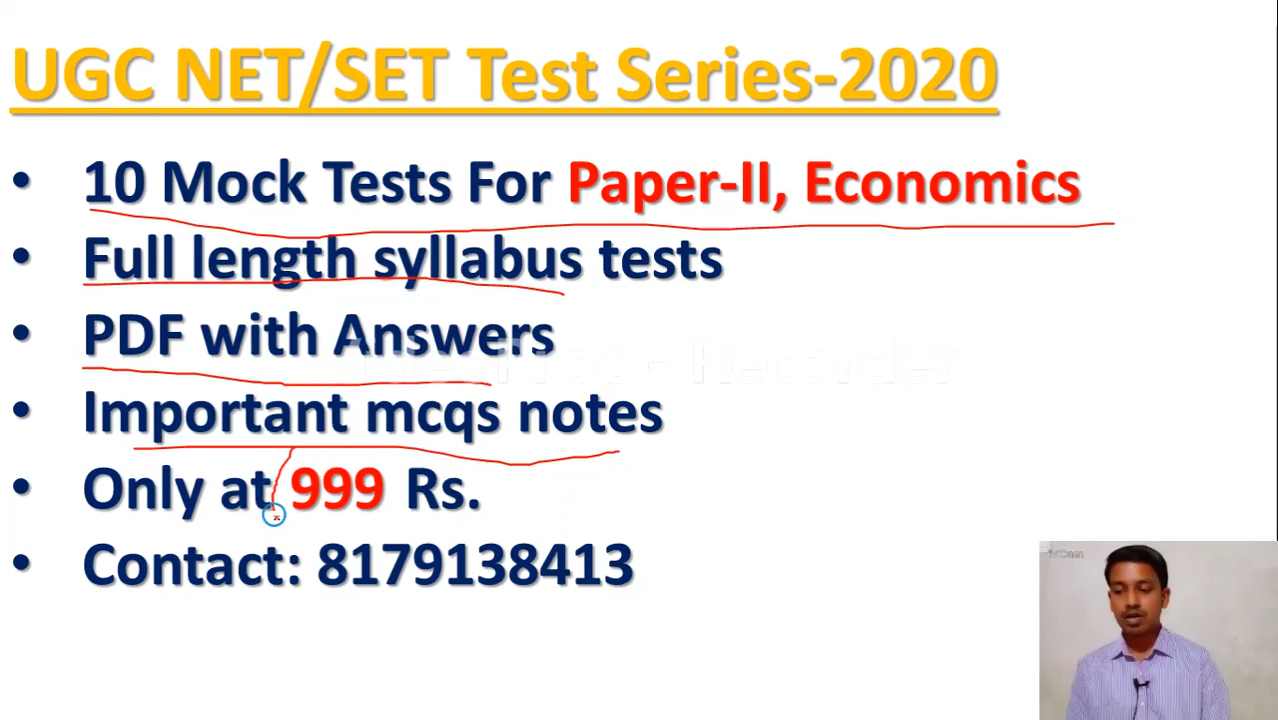 UGC NET/SET Test Series-2020
• 10 Mock Tests For Paper-II, Economics
• Full length syllabus tests
• PDF with Answers
• Important mcqs notes
• Only at 999 Rs.
• Contact: 8179138413